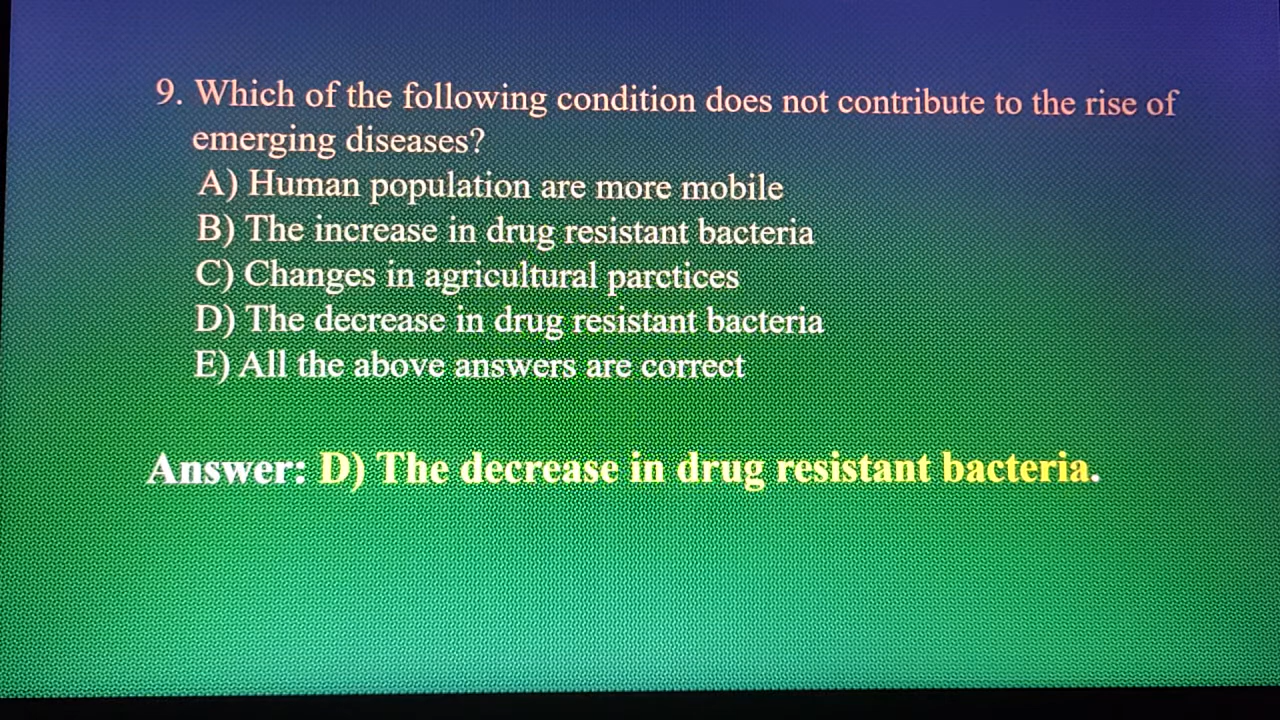 9. Which of the following condition does not contribute to the rise of
emerging diseases?
A) Human population are more mobile
B) The increase in drug resistant bacteria
C) Changes in agricultural parctices
D) The decrease in drug resistant bacteria
E) All the above answers are correct
Answer: D) The decrease in drug resistant bacteria.